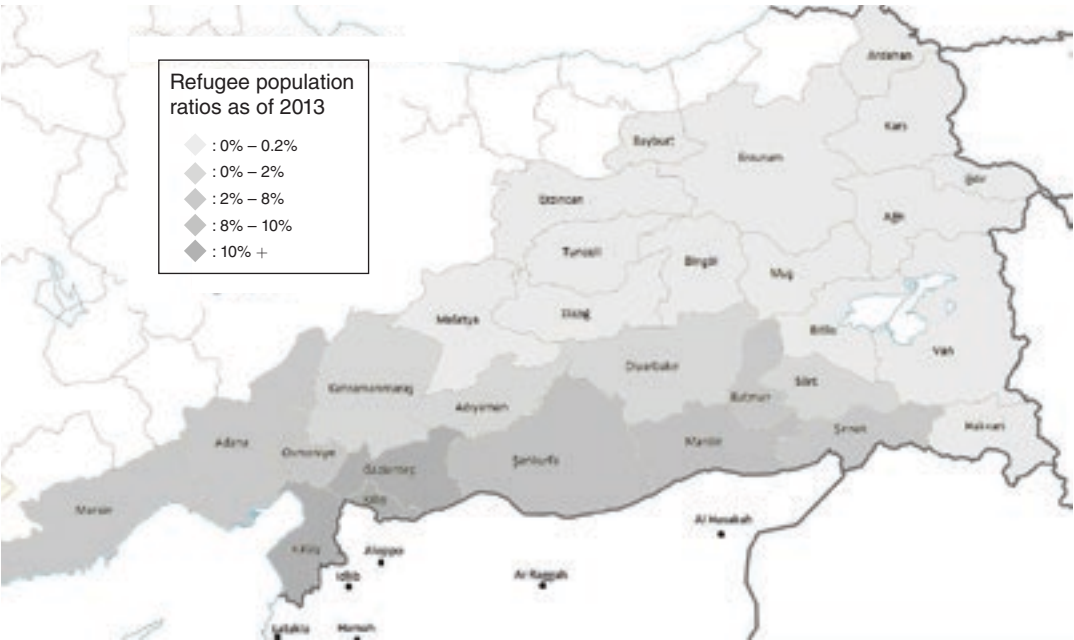 Refugee population
ratios as of 2013
: 0% – 0.2%
: 0% – 2%
: 2% – 8%
: 8% – 10%
: 10% +
Ardahan
Kars
Bayburt
Erzurum
Iğdır
Erzincan
Ağrı
Tunceli
Bingöl
Muş
Elazığ
Malatya
Bitlis
Van
Diyarbakır
Siirt
Kahramanmaraş
Batman
Adıyaman
Hakkari
Şırnak
Adana
Mardin
Osmaniye
Şanlıurfa
Gaziantep
Kilis
Mersin
Al Hasakah
Aleppo
Idlib
Ar Raqqah
Latakia
Hamah